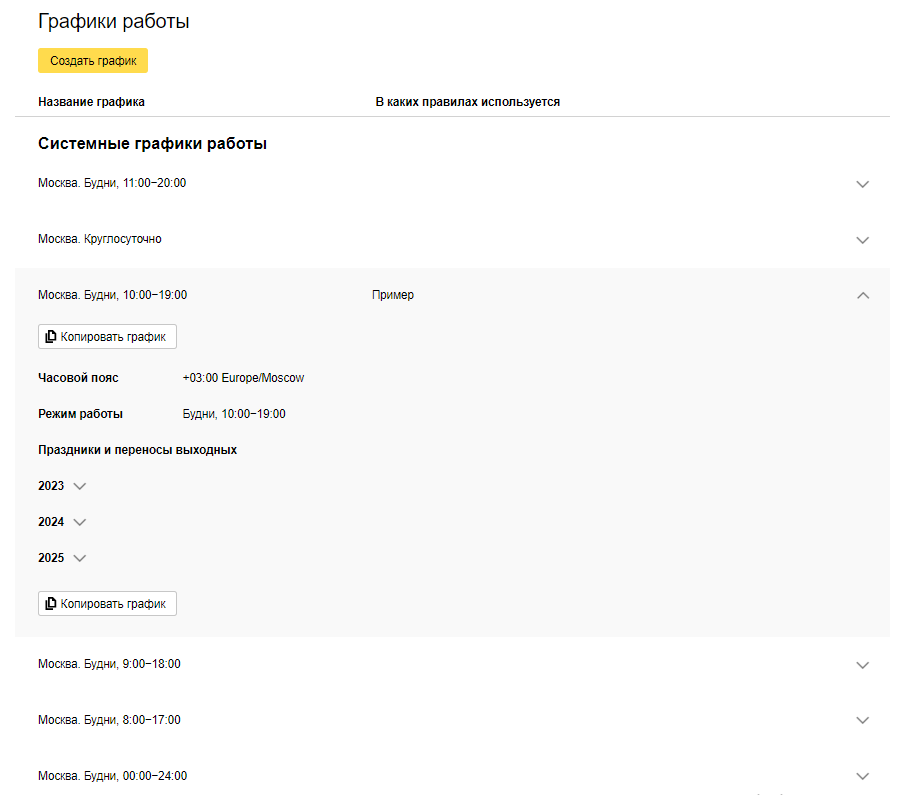 Графики работы
Создать график
Название графика В каких правилах используется
Системные графики работы
Москва. Будни, 11:00−20:00
Москва. Круглосуточно
Москва. Будни, 10:00−19:00 Пример
Копировать график
Часовой пояс +03:00 Europe/Moscow
Режим работы Будни, 10:00−19:00
Праздники и переносы выходных
2023
2024
2025
Копировать график
Москва. Будни, 9:00−18:00
Москва. Будни, 8:00−17:00
Москва. Будни, 00:00−24:00